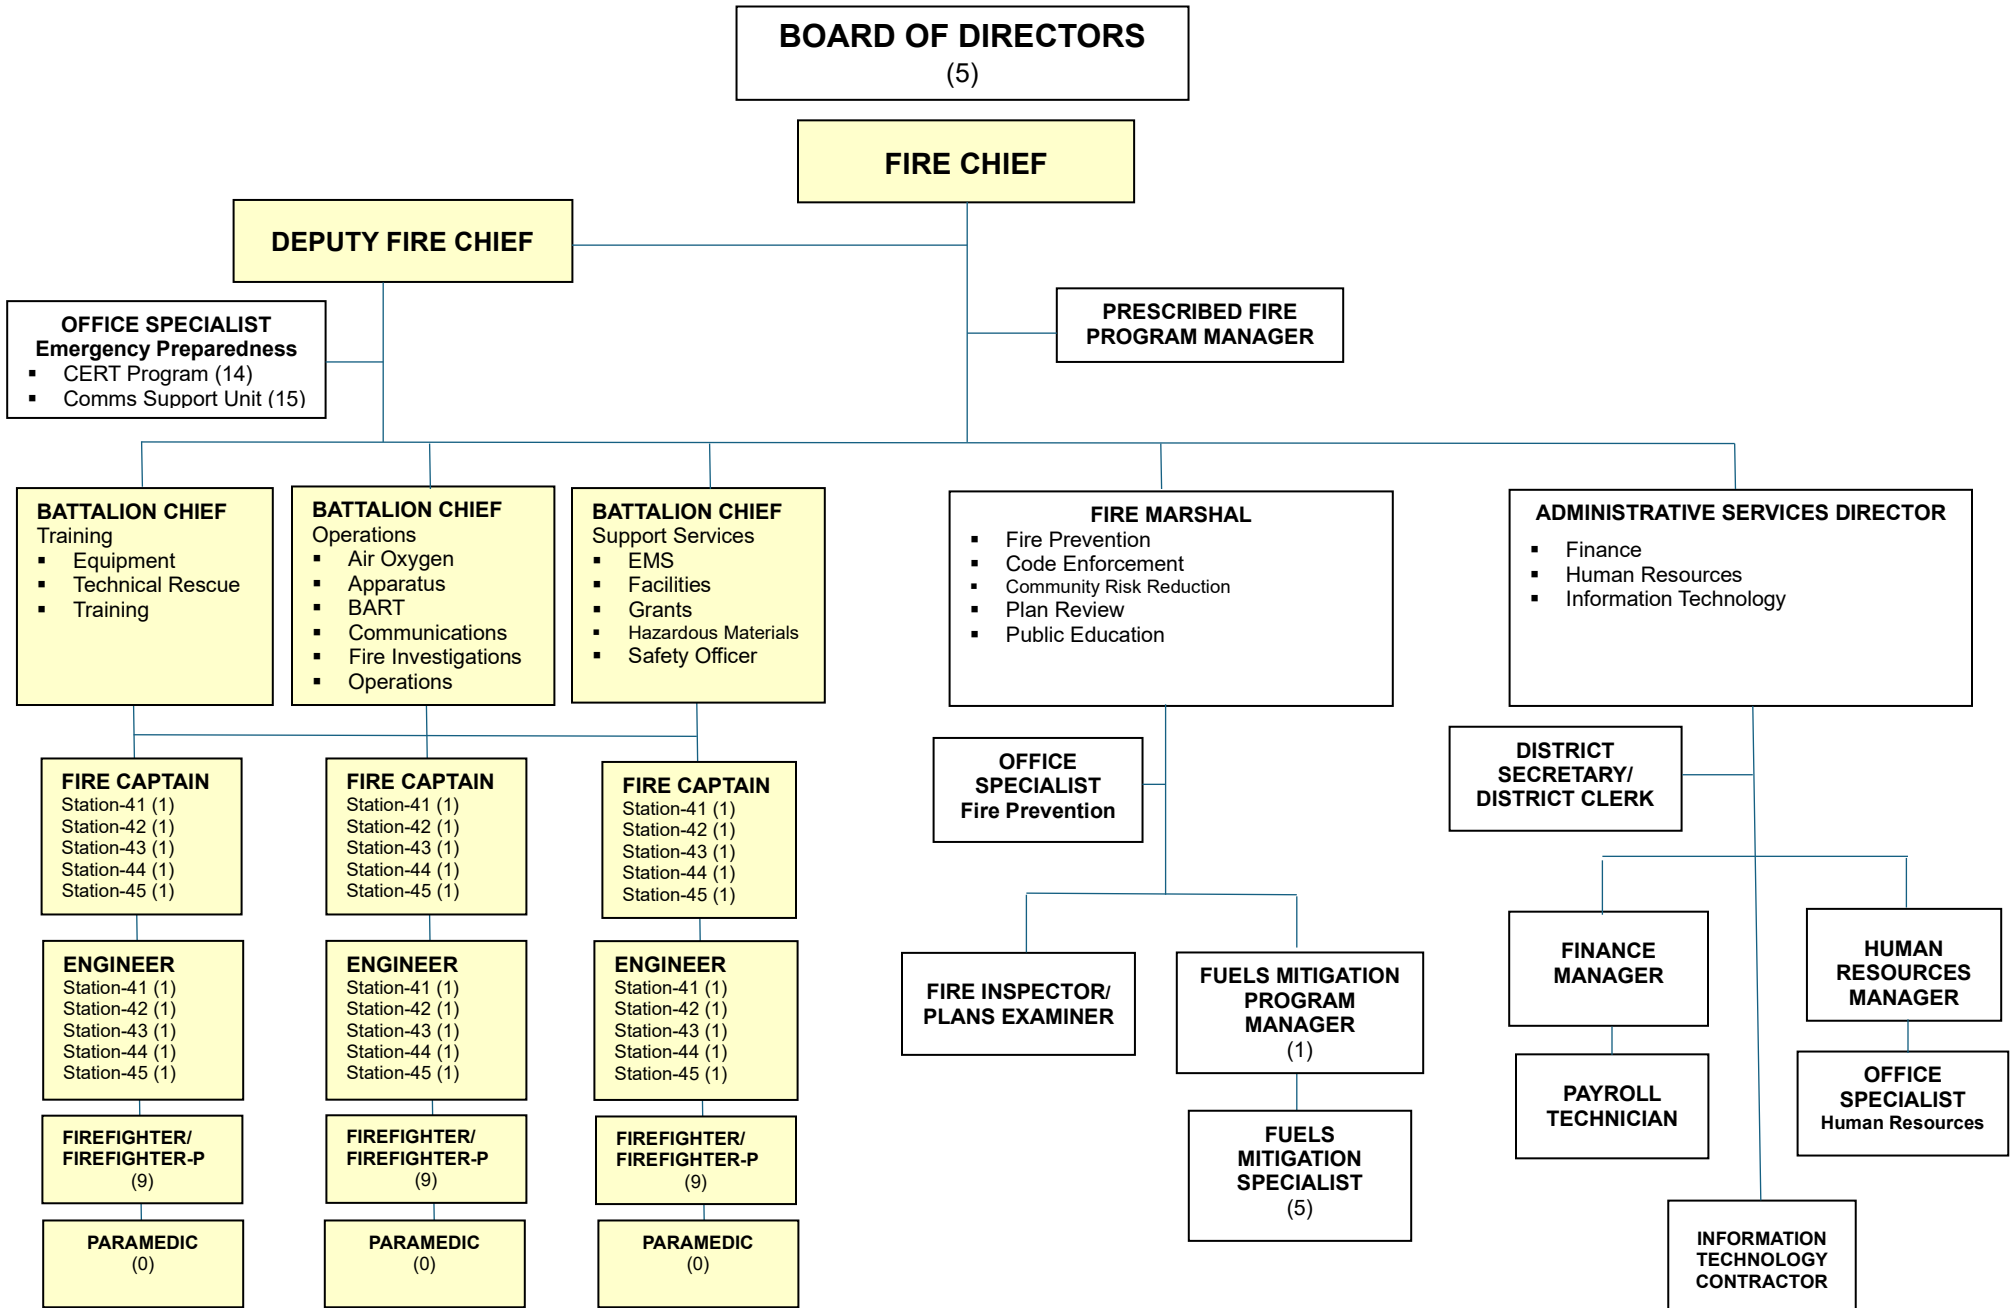 BOARD OF DIRECTORS
(5)
FIRE CHIEF
DEPUTY FIRE CHIEF
OFFICE SPECIALIST
Emergency Preparedness
▪ CERT Program (14)
▪ Comms Support Unit (15)
PRESCRIBED FIRE
PROGRAM MANAGER
BATTALION CHIEF
Training
▪ Equipment
▪ Technical Rescue
▪ Training
BATTALION CHIEF
Operations
▪ Air Oxygen
▪ Apparatus
▪ BART
▪ Communications
▪ Fire Investigations
▪ Operations
BATTALION CHIEF
Support Services
▪ EMS
▪ Facilities
▪ Grants
▪ Hazardous Materials
▪ Safety Officer
FIRE MARSHAL
▪ Fire Prevention
▪ Code Enforcement
▪ Community Risk Reduction
▪ Plan Review
▪ Public Education
ADMINISTRATIVE SERVICES DIRECTOR
▪ Finance
▪ Human Resources
▪ Information Technology
FIRE CAPTAIN
Station-41 (1)
Station-42 (1)
Station-43 (1)
Station-44 (1)
Station-45 (1)
FIRE CAPTAIN
Station-41 (1)
Station-42 (1)
Station-43 (1)
Station-44 (1)
Station-45 (1)
FIRE CAPTAIN
Station-41 (1)
Station-42 (1)
Station-43 (1)
Station-44 (1)
Station-45 (1)
OFFICE
SPECIALIST
Fire Prevention
DISTRICT
SECRETARY/
DISTRICT CLERK
ENGINEER
Station-41 (1)
Station-42 (1)
Station-43 (1)
Station-44 (1)
Station-45 (1)
ENGINEER
Station-41 (1)
Station-42 (1)
Station-43 (1)
Station-44 (1)
Station-45 (1)
ENGINEER
Station-41 (1)
Station-42 (1)
Station-43 (1)
Station-44 (1)
Station-45 (1)
FIRE INSPECTOR/
PLANS EXAMINER
FUELS MITIGATION
PROGRAM
MANAGER
(1)
FINANCE
MANAGER
HUMAN
RESOURCES
MANAGER
FIREFIGHTER/
FIREFIGHTER-P
(9)
FIREFIGHTER/
FIREFIGHTER-P
(9)
FIREFIGHTER/
FIREFIGHTER-P
(9)
FUELS
MITIGATION
SPECIALIST
(5)
PAYROLL
TECHNICIAN
OFFICE
SPECIALIST
Human Resources
PARAMEDIC
(0)
PARAMEDIC
(0)
PARAMEDIC
(0)
INFORMATION
TECHNOLOGY
CONTRACTOR